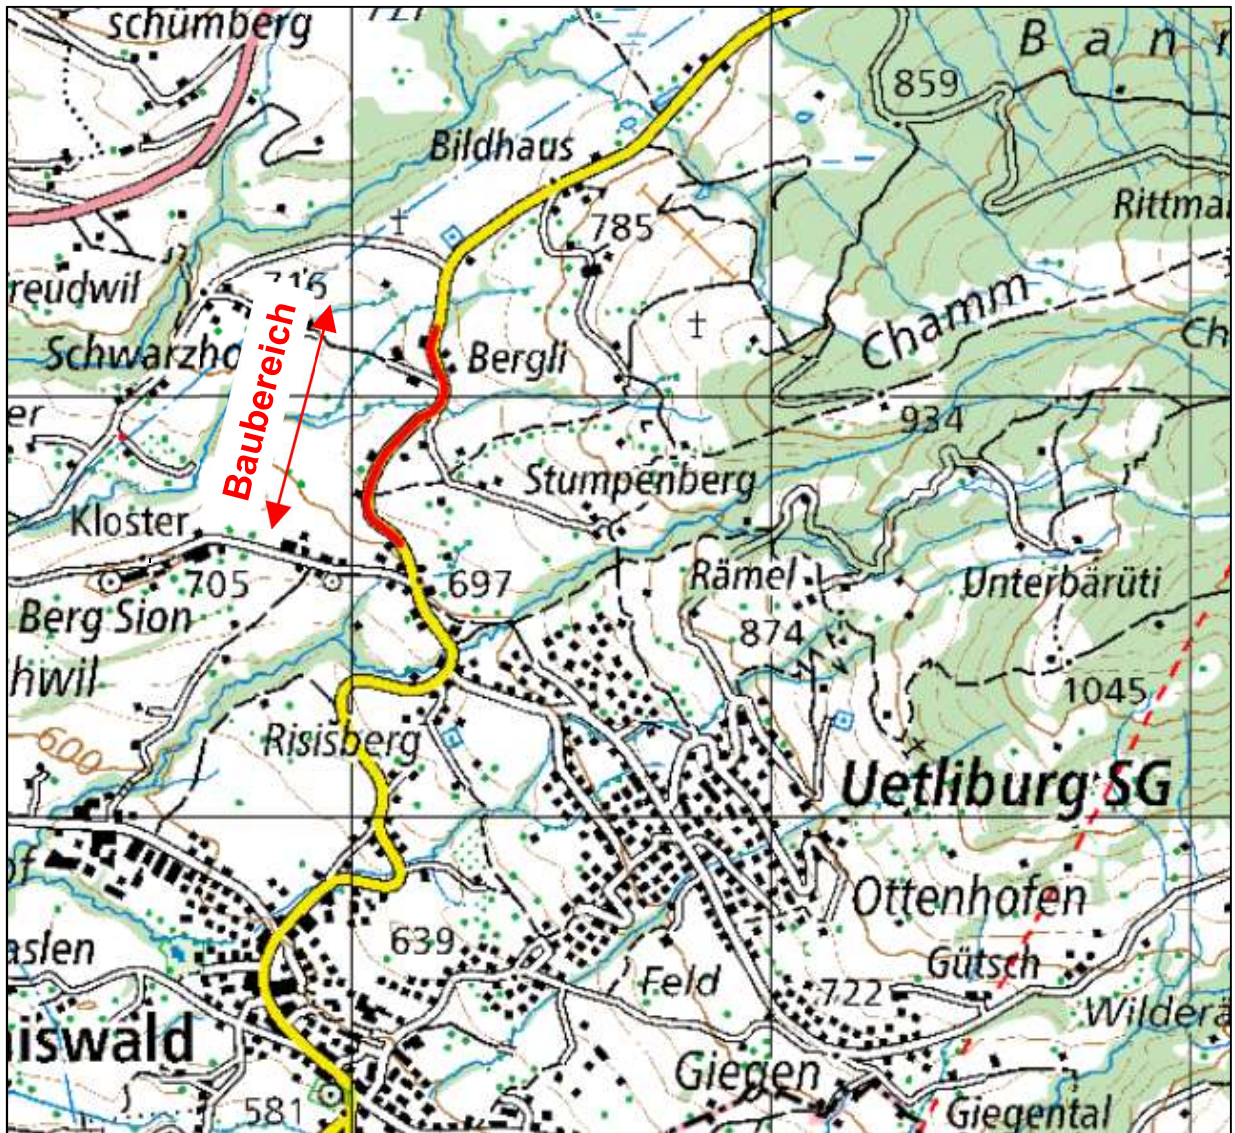 schümberg
B a n
859
Bildhaus
Rittma
785
reudwil
716
Chamm
Schwarzho
Baubereich
Bergli
Ch
er
934
Stumpenberg
Kloster
705
697
Rämel
Unterbärüti
Berg Sion
874
hwil
1045
600
Risisberg
Uetliburg SG
of
Ottenhofen
639
aslen
Gütsch
Feld
722
Wilderä
iswald
Giegen
581
Giegental